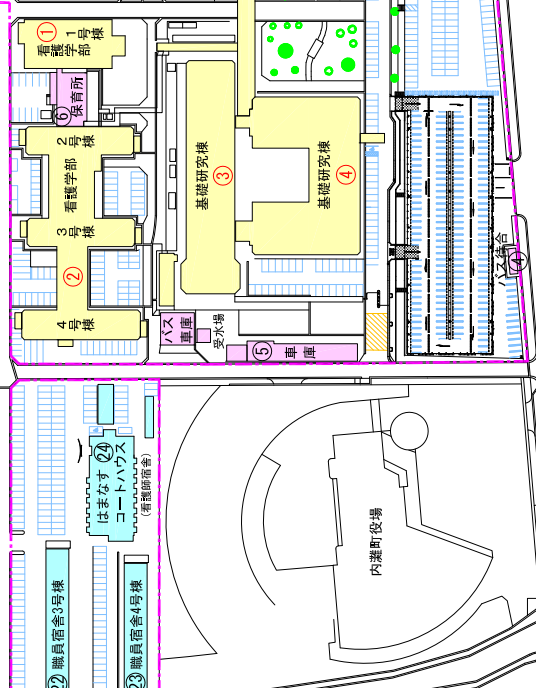 ①
看護学部
1号棟
⑥
保育所
2号棟
看護学部
3号棟
②
4号棟
基礎研究棟
③
基礎研究棟
④
バス
車庫
受水場
⑤
車庫
バス待合
74
はまなす
コートハウス
㉔
(看護師宿舎)
内灘町役場
22
職員宿舎3号棟
23
職員宿舎4号棟